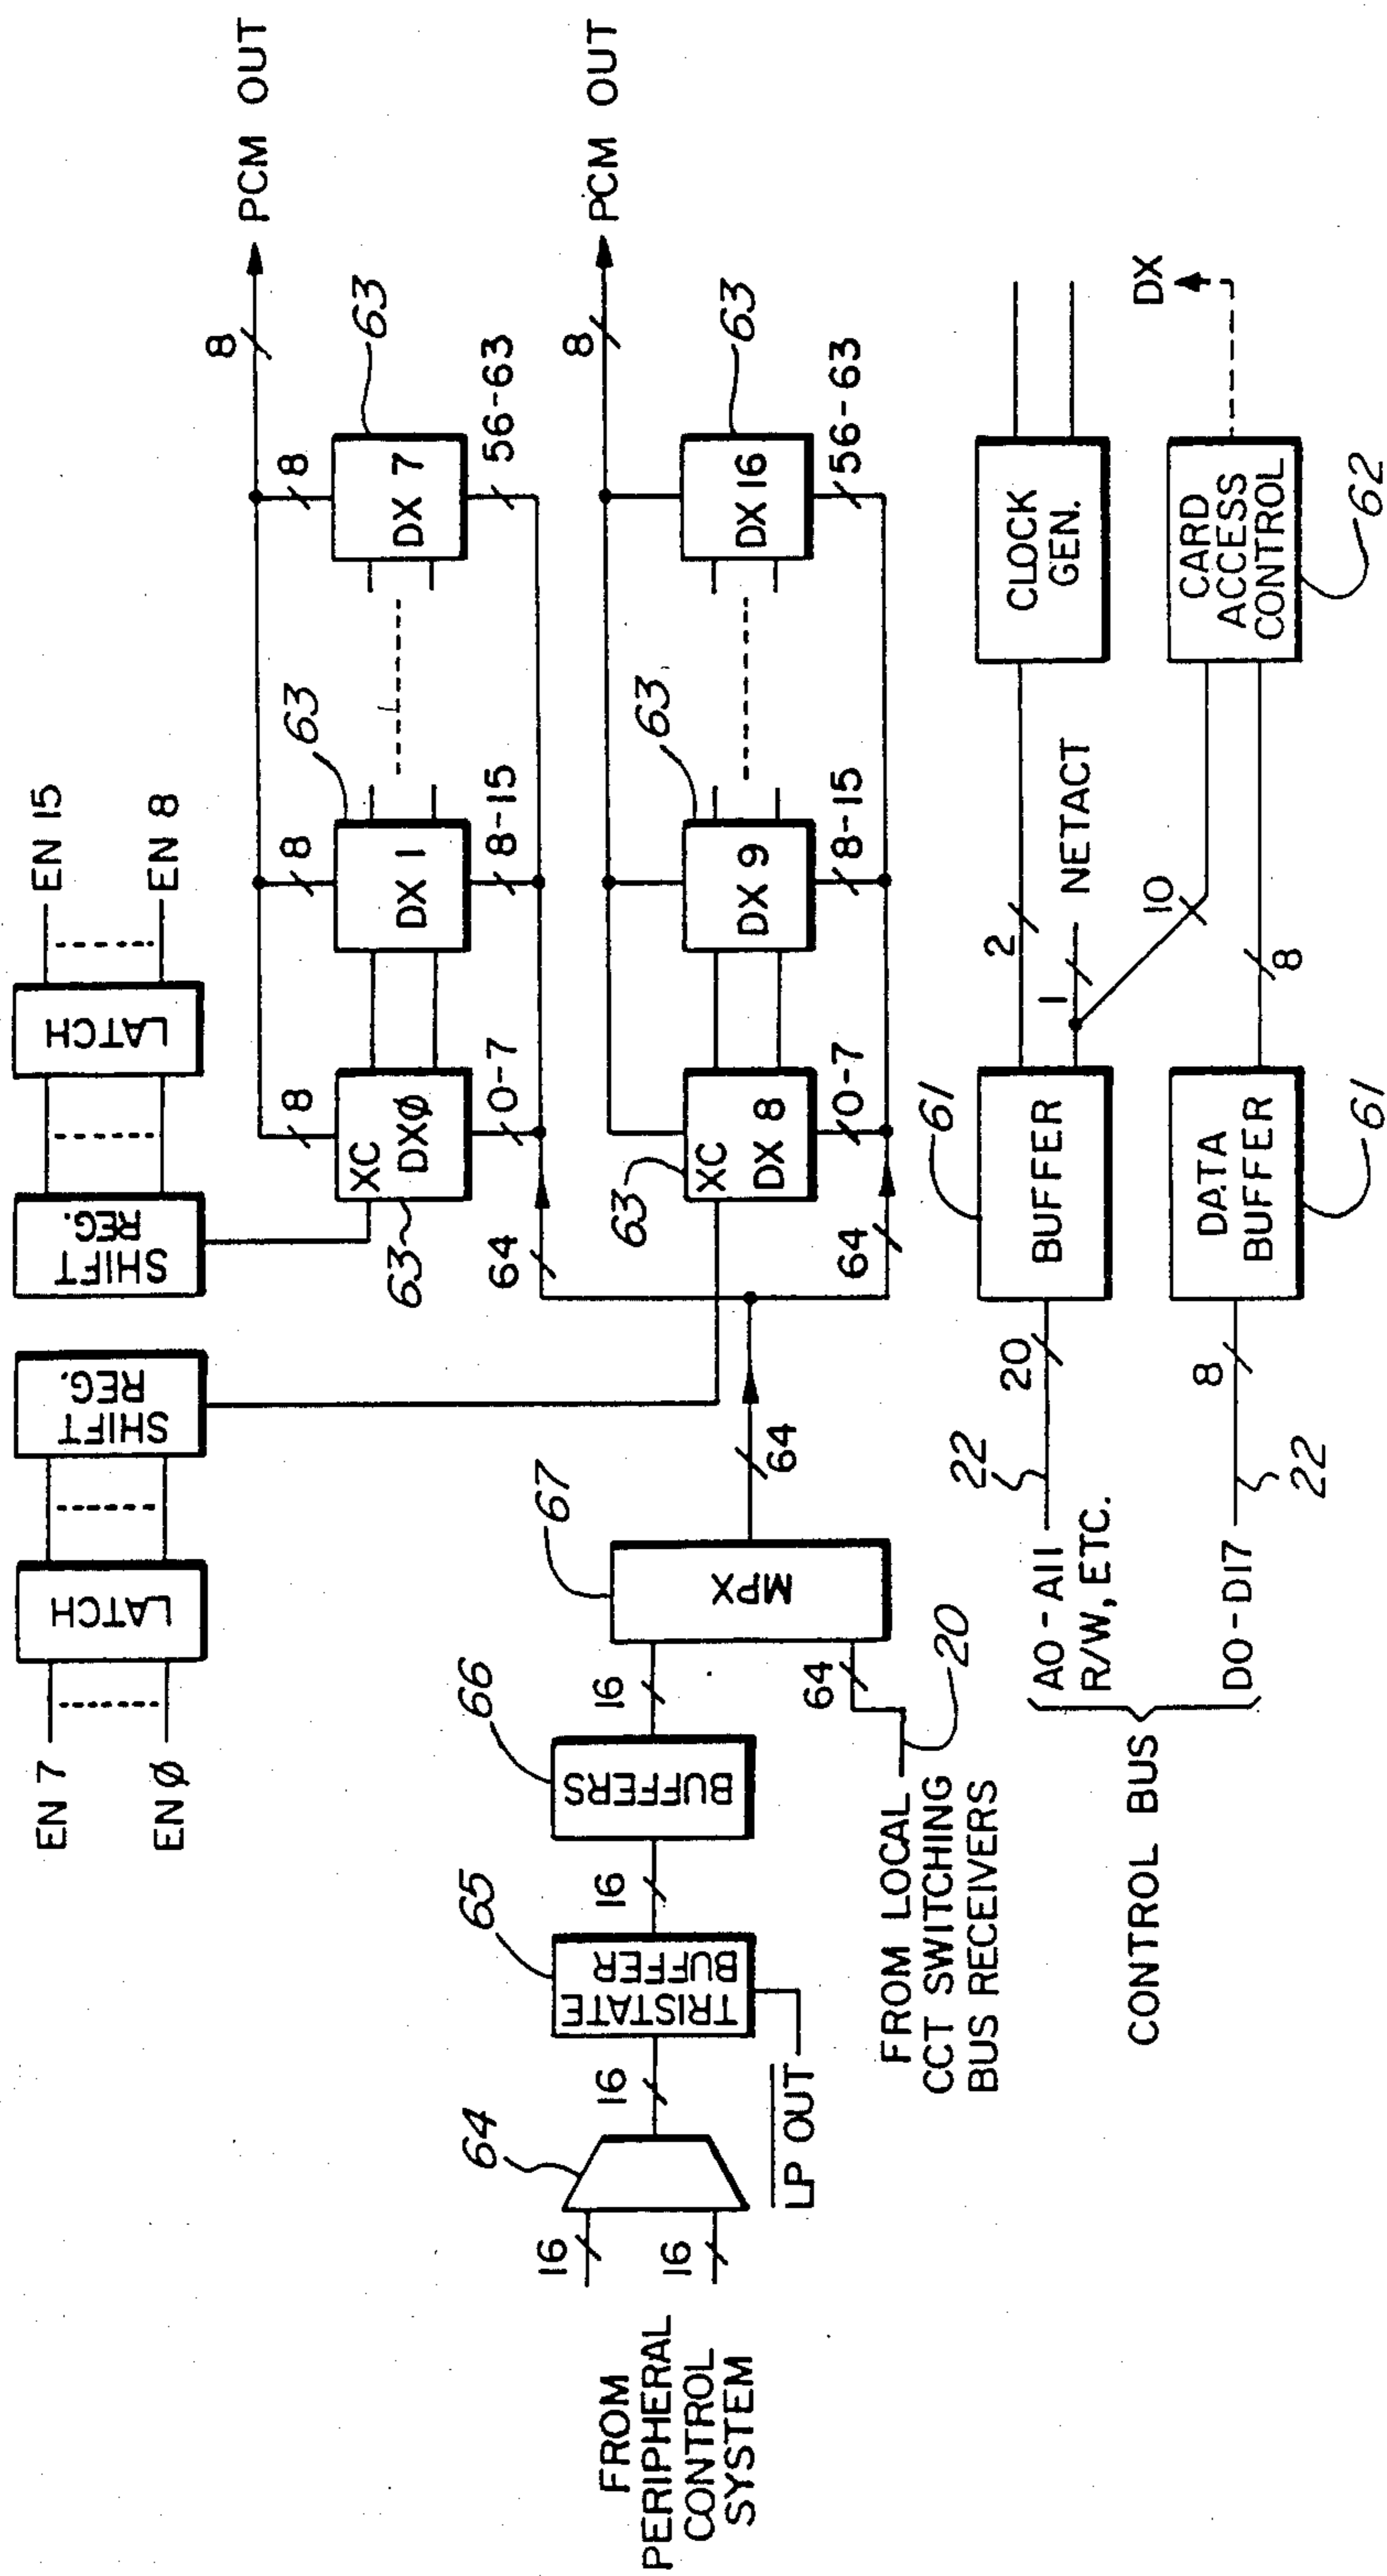 EN 7
EN Ø
LATCH
SHIFT
REG.
SHIFT
REG.
LATCH
EN 15
EN 8
8
PCM OUT
8
8
8
XC
DXØ
63
DX 1
63
DX 7
63
0-7
8-15
56-63
64
8
PCM OUT
XC
DX 8
63
DX 9
63
DX 16
63
0-7
8-15
56-63
64
FROM
PERIPHERAL
CONTROL
SYSTEM
16
16
64
16
LP OUT
TRISTATE
BUFFER
65
16
BUFFERS
66
16
MPX
67
64
64
20
FROM LOCAL
CCT SWITCHING
BUS RECEIVERS
CONTROL BUS
AO-A11
R/W, ETC.
22
20
BUFFER
61
2
1
NETACT
10
CLOCK
GEN.
DO-D17
22
8
DATA
BUFFER
61
8
CARD
ACCESS
CONTROL
62
DX